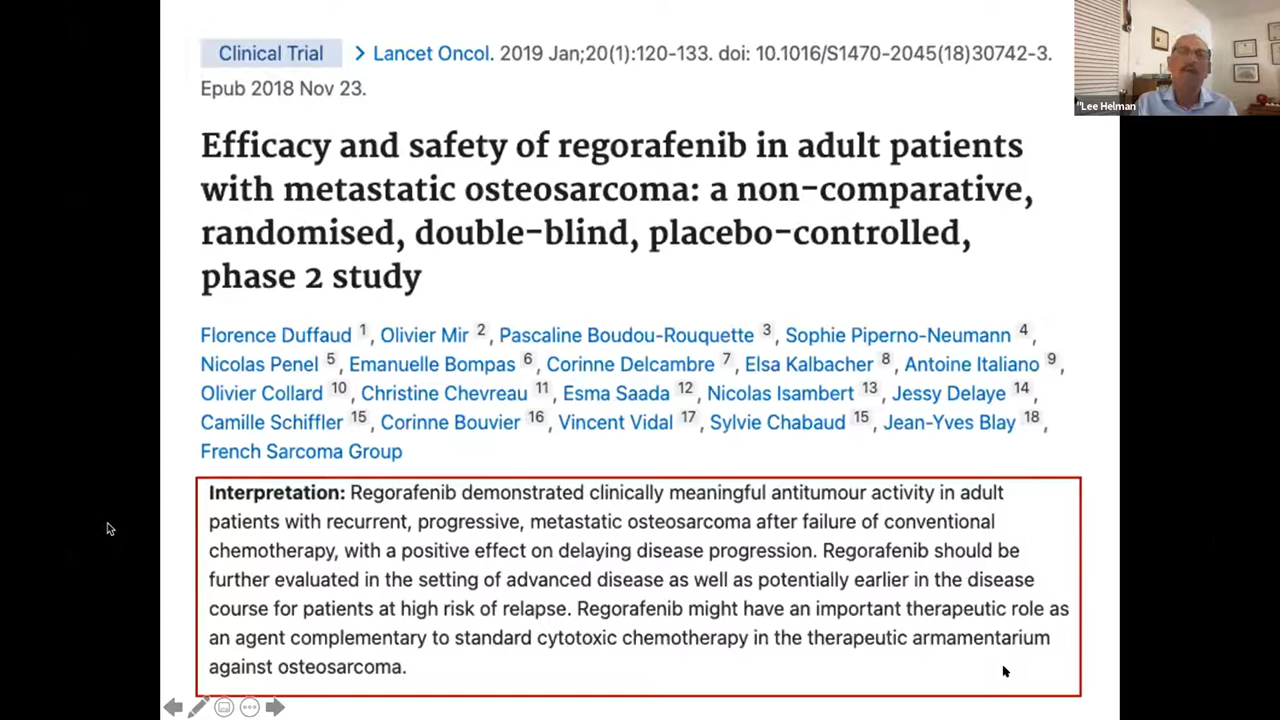 Clinical Trial > Lancet Oncol. 2019 Jan;20(1):120-133. doi: 10.1016/S1470-2045(18)30742-3.
Epub 2018 Nov 23.
Efficacy and safety of regorafenib in adult patients
with metastatic osteosarcoma: a non-comparative,
randomised, double-blind, placebo-controlled,
phase 2 study
Florence Duffaud 1, Olivier Mir 2, Pascaline Boudou-Rouquette 3, Sophie Piperno-Neumann 4,
Nicolas Penel 5, Emanuelle Bompas 6, Corinne Delcambre 7, Elsa Kalbacher 8, Antoine Italiano 9,
Olivier Collard 10, Christine Chevreau 11, Esma Saada 12, Nicolas Isambert 13, Jessy Delaye 14,
Camille Schiffler 15, Corinne Bouvier 16, Vincent Vidal 17, Sylvie Chabaud 15, Jean-Yves Blay 18,
French Sarcoma Group
Interpretation: Regorafenib demonstrated clinically meaningful antitumour activity in adult
patients with recurrent, progressive, metastatic osteosarcoma after failure of conventional
chemotherapy, with a positive effect on delaying disease progression. Regorafenib should be
further evaluated in the setting of advanced disease as well as potentially earlier in the disease
course for patients at high risk of relapse. Regorafenib might have an important therapeutic role as
an agent complementary to standard cytotoxic chemotherapy in the therapeutic armamentarium
against osteosarcoma.
"Lee Helman